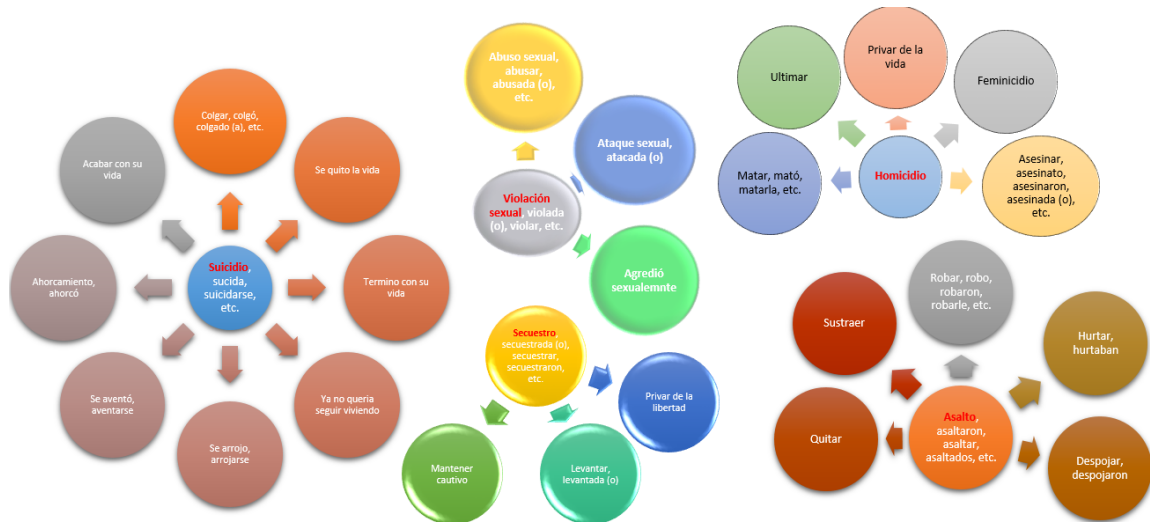 Colgar, colgó,
colgado (a), etc.
Se quito la vida
Termino con su
vida
Ya no queria
seguir viviendo
Se arrojo,
arrojarse
Se aventó,
aventarse
Ahorcamiento,
ahorcó
Acabar con su
vida
Suicidio,
sucida,
suicidarse,
etc.
Abuso sexual,
abusar,
abusada (o),
etc.
Ataque sexual,
atacada (o)
Violación
sexual, violada
(o), violar, etc.
Agredió
sexualemnte
Secuestro
secuestrada (o),
secuestrar,
secuestraron,
etc.
Privar de la
libertad
Levantar,
levantada (o)
Mantener
cautivo
Ultimar
Privar de la
vida
Feminicidio
Matar, mató,
matarla, etc.
Homicidio
Asesinar,
asesinato,
asesinaron,
asesinada (o),
etc.
Robar, robo,
robaron,
robarle, etc.
Sustraer
Hurtar,
hurtaban
Quitar
Asalto,
asaltaron,
asaltar,
asaltados, etc.
Despojar,
despojaron